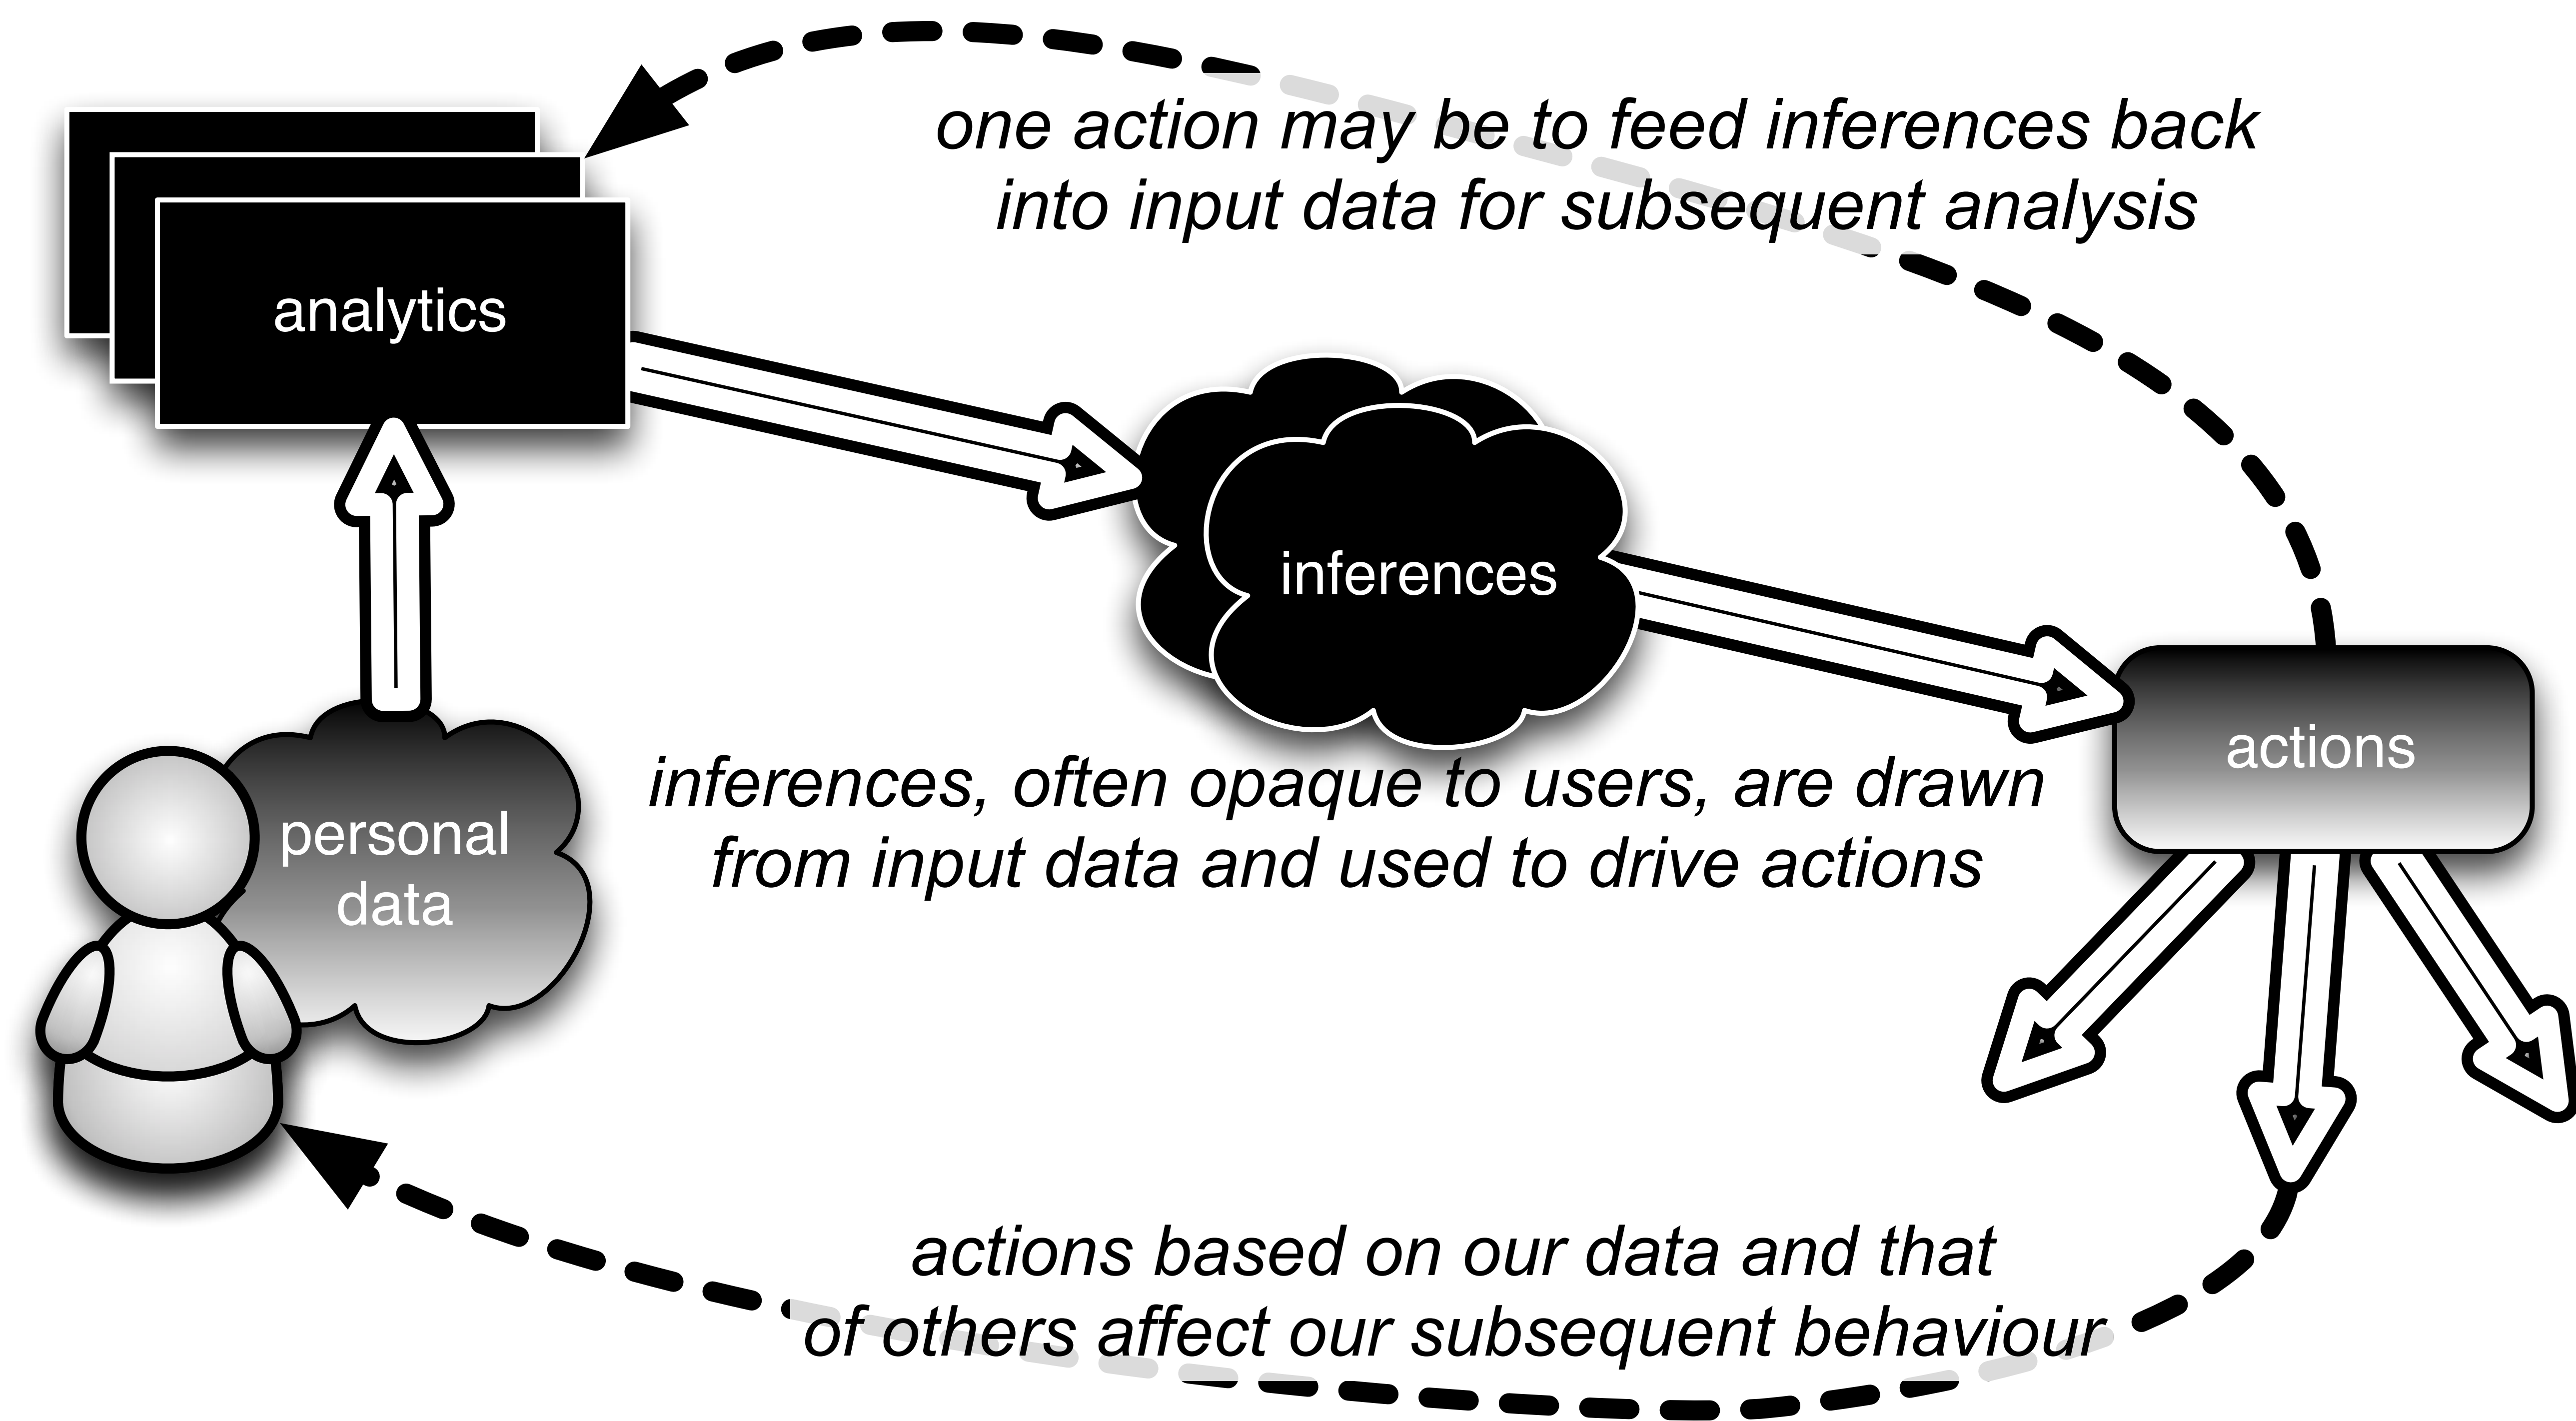 one action may be to feed inferences back
into input data for subsequent analysis
analytics
inferences
actions
personal
data
inferences, often opaque to users, are drawn
from input data and used to drive actions
actions based on our data and that
of others affect our subsequent behaviour